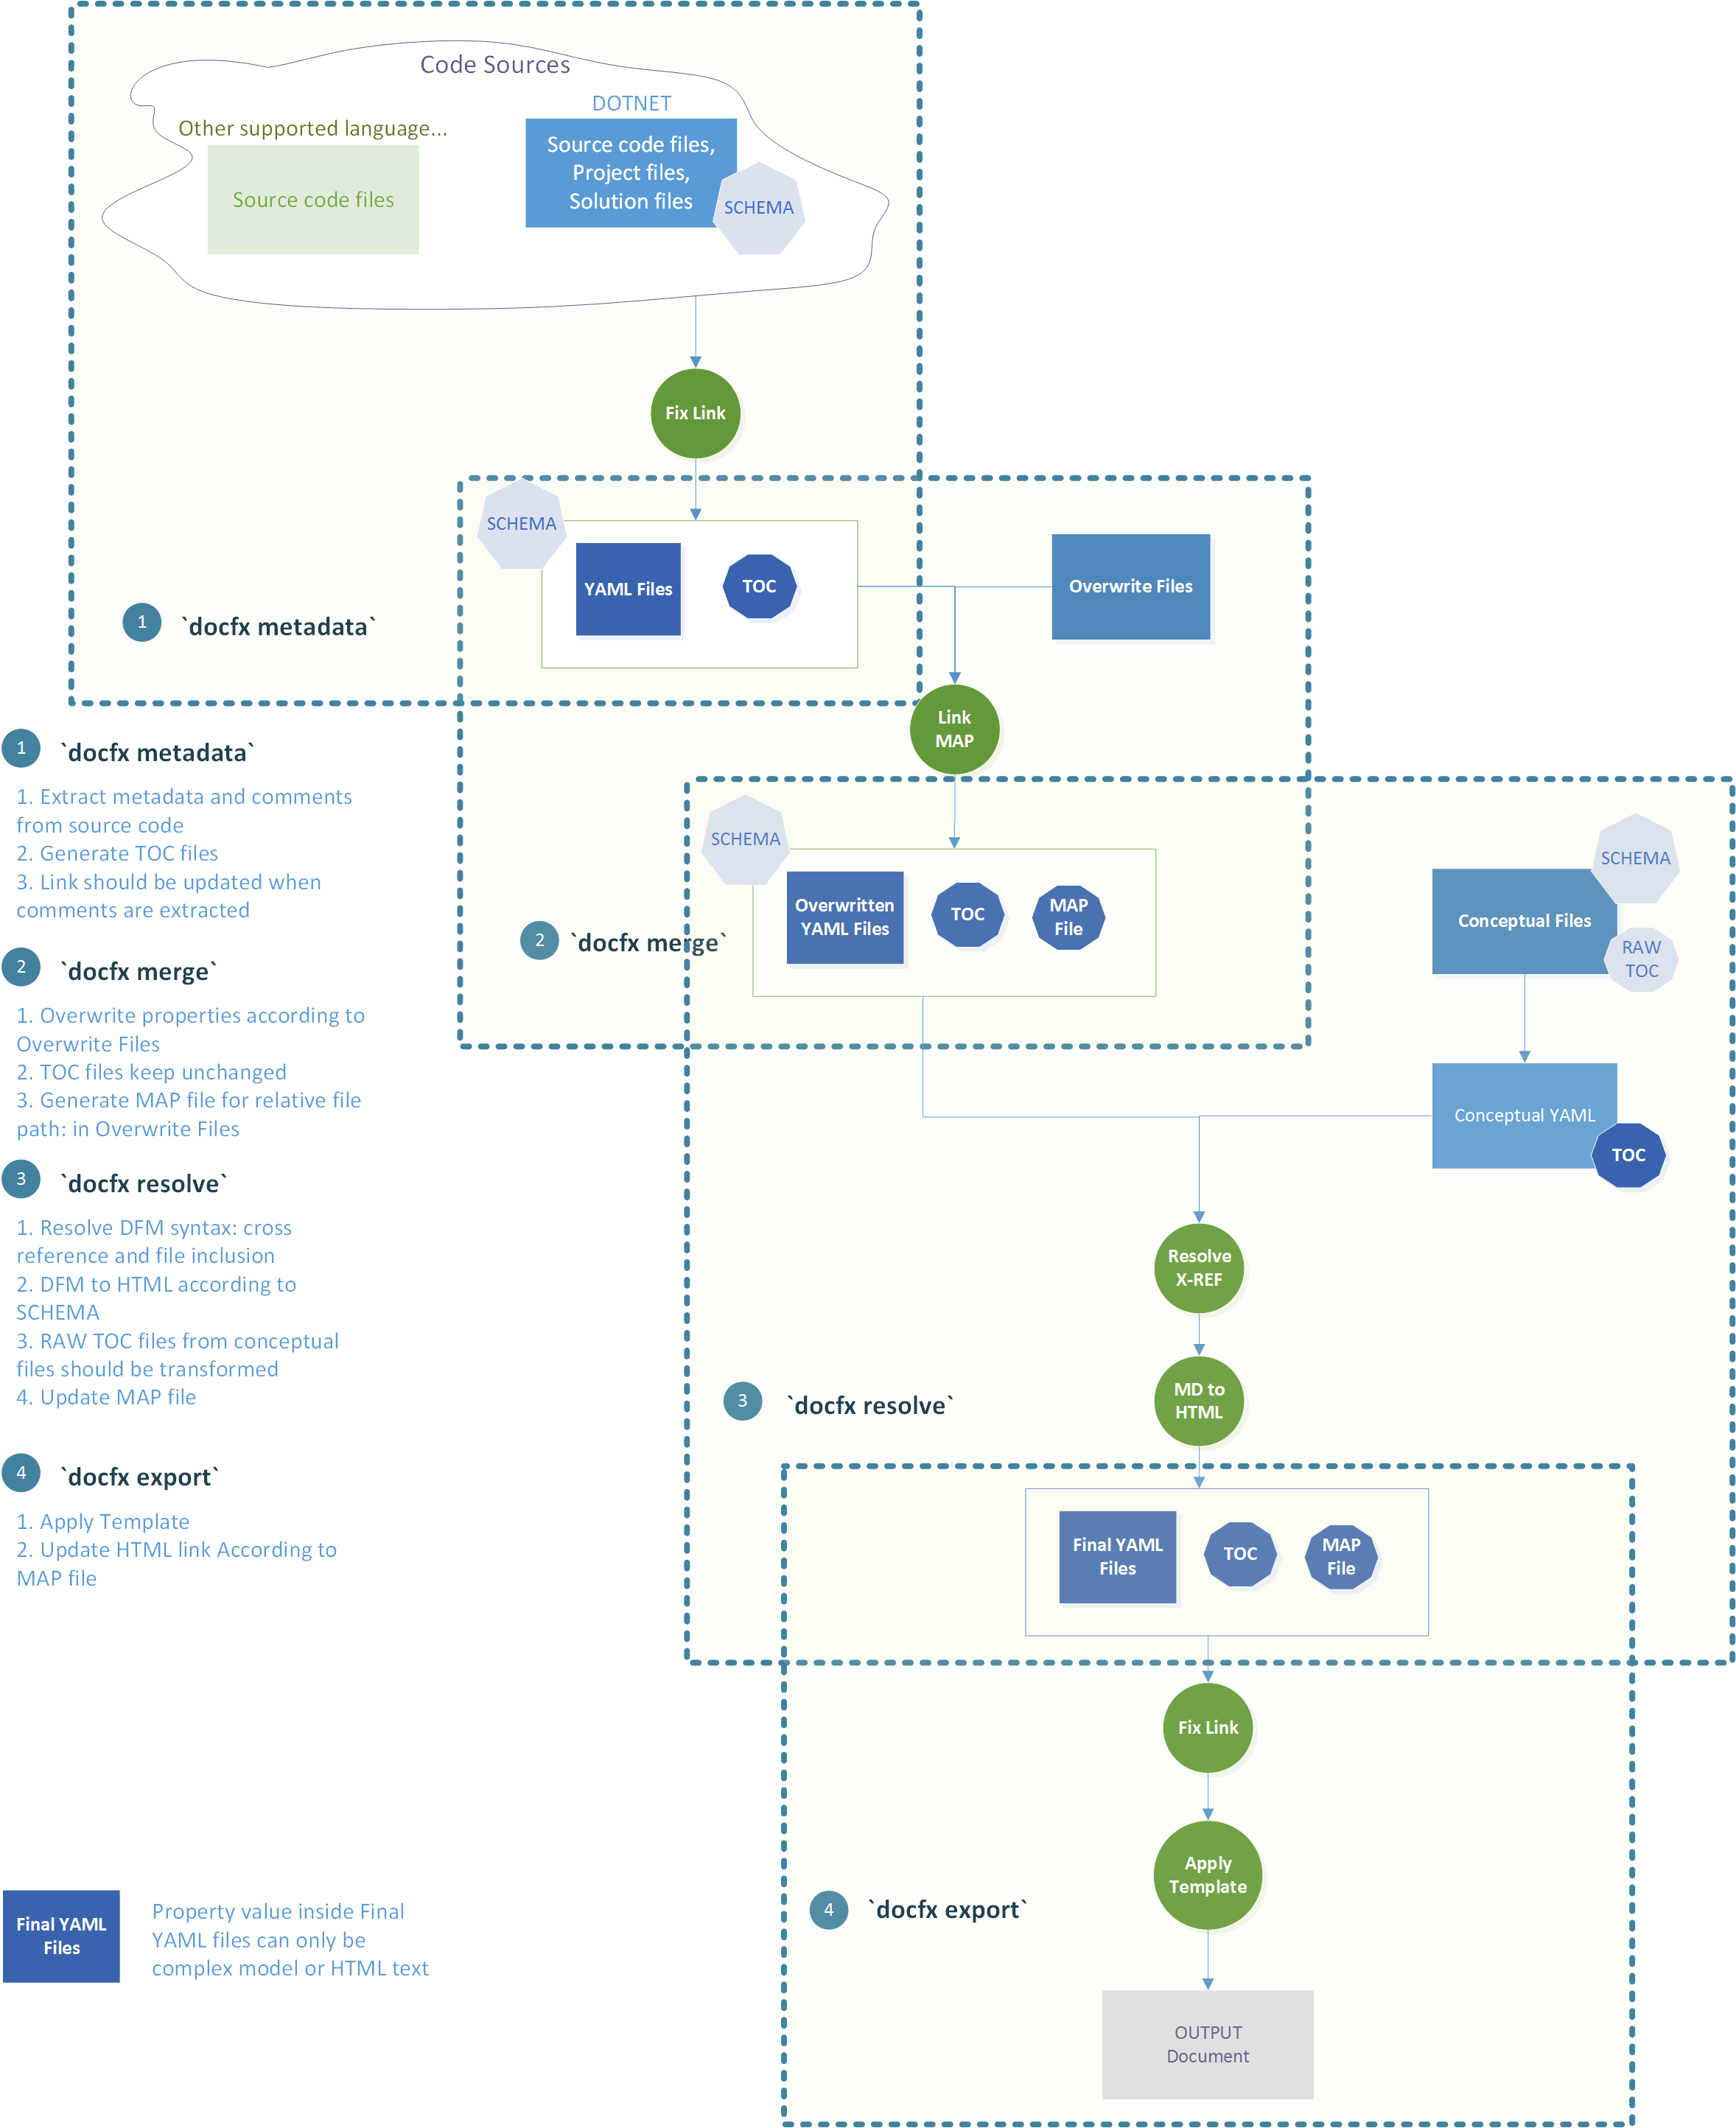 Code Sources
DOTNET
Other supported language...
Source code files,
Project files,
Solution files
SCHEMA
Source code files
Fix Link
SCHEMA
YAML Files
TOC
Overwrite Files
1
`docfx metadata`
Link
MAP
1
`docfx metadata`
1. Extract metadata and comments
from source code
2. Generate TOC files
3. Link should be updated when
comments are extracted
SCHEMA
Overwritten
YAML Files
TOC
MAP
File
2
`docfx merge`
SCHEMA
Conceptual Files
RAW
TOC
2
`docfx merge`
1. Overwrite properties according to
Overwrite Files
2. TOC files keep unchanged
3. Generate MAP file for relative file
path: in Overwrite Files
Conceptual YAML
TOC
3
`docfx resolve`
1. Resolve DFM syntax: cross
reference and file inclusion
2. DFM to HTML according to
SCHEMA
3. RAW TOC files from conceptual
files should be transformed
4. Update MAP file
Resolve
X-REF
MD to
HTML
3
`docfx resolve`
4
`docfx export`
1. Apply Template
2. Update HTML link According to
MAP file
Final YAML
Files
TOC
MAP
File
Fix Link
Apply
Template
4
`docfx export`
Final YAML
Files
Property value inside Final
YAML files can only be
complex model or HTML text
OUTPUT
Document